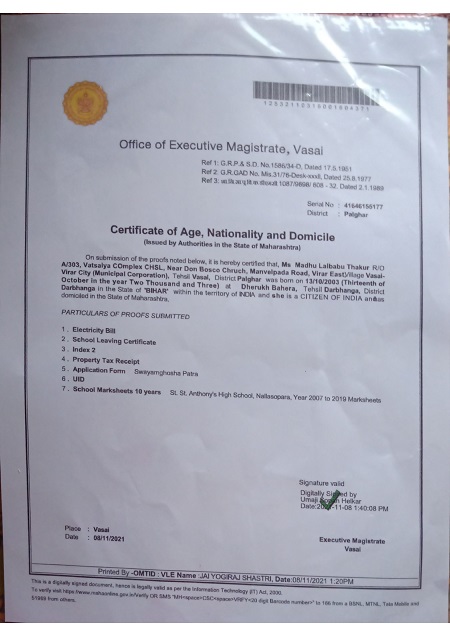 Office of Executive Magistrate, Vasai
Ref 1: G.R.P.& S.D. No.1586/34-D, Dated 17.5.1951
Ref 2: G.R.GAD No. Mis.31/76-Desk-xxxii, Dated 25.8.1977
1087/9898/ 808 - 32, Dated 2.1.1989
Serial No : 41646155177
District : Palghar
Certificate of Age, Nationality and Domicile
(Issued by Authorities in the State of Maharashtra)
On submission of the proofs noted below, it is hereby certified that, Ms Madhu Lalbabu Thakur R/O
A/303, Vatsalya COmplex CHSL, Near Don Bosco Chruch, Manvelpada Road, Virar East/Village Vasai-
Virar City (Municipal Corporation), Tehsil Vasai, District Palghar was born on 13/10/2003 (Thirteenth of
October in the year Two Thousand and Three) at Dherukh Bahera, Tehsil Darbhanga, District
Darbhanga in the State of "BIHAR" within the territory of INDIA and she is a CITIZEN OF INDIA and is
domiciled in the State of Maharashtra.
PARTICULARS OF PROOFS SUBMITTED
1 . Electricity Bill
2 . School Leaving Certificate
3 . Index 2
4 . Property Tax Receipt
5 . Application Form Swayamghosha Patra
6 . UID
7 . School Marksheets 10 years St. St. Anthony's High School, Nallasopara, Year 2007 to 2019 Marksheets
Signature valid
Digitally Signed by
Umaji Helkar
Date:2021-11-08 1:40:08 PM
Place : Vasai
Date : 08/11/2021
Executive Magistrate
Vasai
Printed By -OMTID : VLE Name :JAI YOGIRAJ SHASTRI, Date:08/11/2021 1:20PM
This is a digitally signed document, hence is legally valid as per the Information Technology (IT) Act, 2000.
To verify visit https://www.mahaonline.gov.in/Verify OR SMS "MH<space>CSC<space>VRFY<20 digit Barcode number>" to 166 from a BSNL, MTNL, Tata Mobile and
51969 from others.